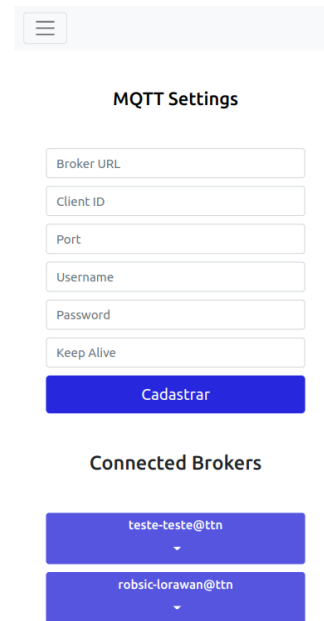 MQTT Settings
Broker URL
Client ID
Port
Username
Password
Keep Alive
Cadastrar
Connected Brokers
teste-teste@ttn
robsic-lorawan@ttn